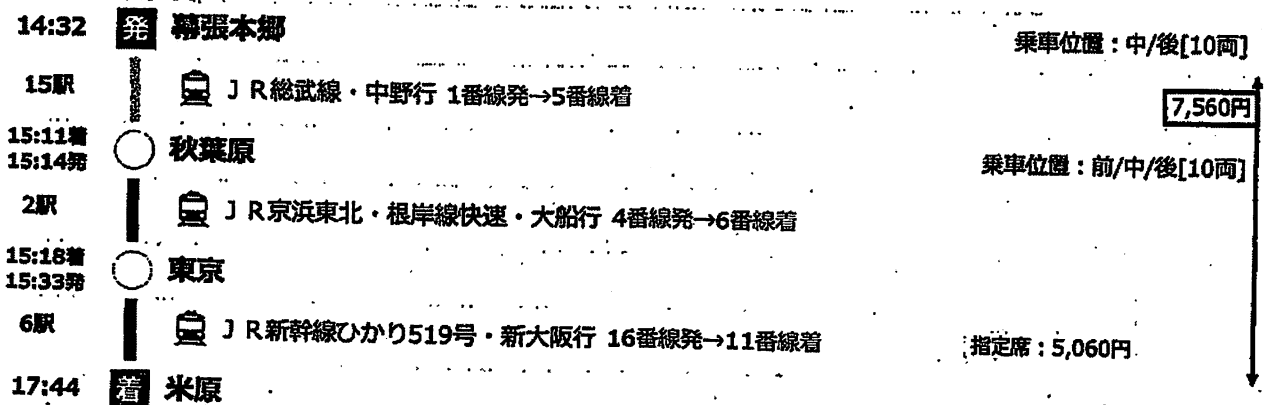 14:32 発 幕張本郷
乗車位置：中/後[10両]
15駅 ＪＲ総武線・中野行 1番線発→5番線着
7,560円
15:11着
15:14発 秋葉原
乗車位置：前/中/後[10両]
2駅 ＪＲ京浜東北・根岸線快速・大船行 4番線発→6番線着
15:18着
15:33発 東京
6駅 ＪＲ新幹線ひかり519号・新大阪行 16番線発→11番線着
指定席：5,060円
17:44 着 米原